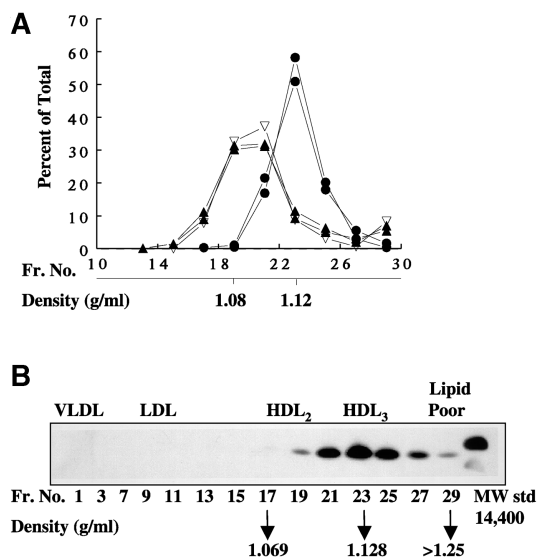 A
Percent of Total
70
60
50
40
30
20
10
0
10 14 18 22 26 30
Fr. No.
Density (g/ml) 1.08 1.12
B
VLDL LDL HDL2 HDL3 Lipid Poor
Fr. No. 1 3 7 9 11 13 15 17 19 21 23 25 27 29 MW std
14,400
Density (g/ml)
1.069 1.128 >1.25